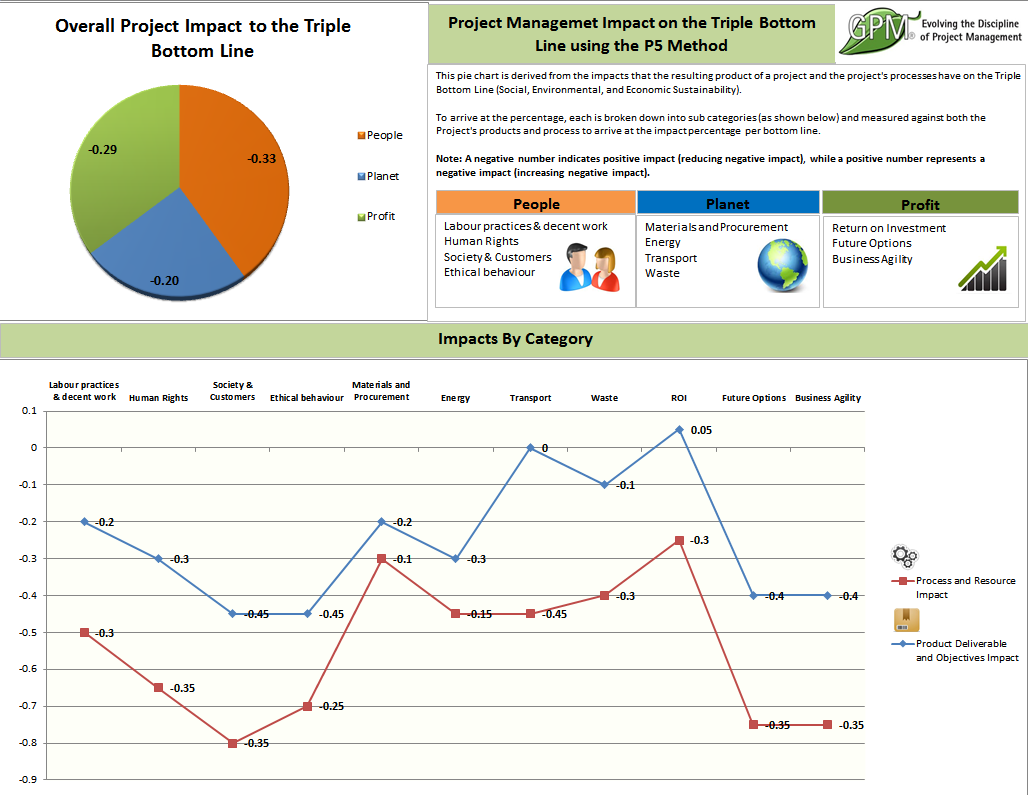 Overall Project Impact to the Triple
Bottom Line
-0.29
-0.33
-0.20
People
Planet
Profit
Project Managemet Impact on the Triple Bottom
Line using the P5 Method
GPM®
Evolving the Discipline
of Project Management
This pie chart is derived from the impacts that the resulting product of a project and the project's processes have on the Triple
Bottom Line (Social, Environmental, and Economic Sustainability).
To arrive at the percentage, each is broken down into sub categories (as shown below) and measured against both the
Project's products and process to arrive at the impact percentage per bottom line.
Note: A negative number indicates positive impact (reducing negative impact), while a positive number represents a
negative impact (increasing negative impact).
People
Labour practices & decent work
Human Rights
Society & Customers
Ethical behaviour
Planet
Materials and Procurement
Energy
Transport
Waste
Profit
Return on Investment
Future Options
Business Agility
Impacts By Category
Labour practices
& decent work
Human Rights
Society &
Customers
Ethical behaviour
Materials and
Procurement
Energy
Transport
Waste
ROI
Future Options
Business Agility
0.1
0
-0.1
-0.2
-0.3
-0.4
-0.5
-0.6
-0.7
-0.8
-0.9
-0.2
-0.3
-0.45
-0.45
-0.2
-0.3
0
-0.1
0.05
-0.4
-0.4
-0.3
-0.35
-0.35
-0.25
-0.1
-0.15
-0.45
-0.3
-0.3
-0.35
-0.35
Process and Resource
Impact
Product Deliverable
and Objectives Impact